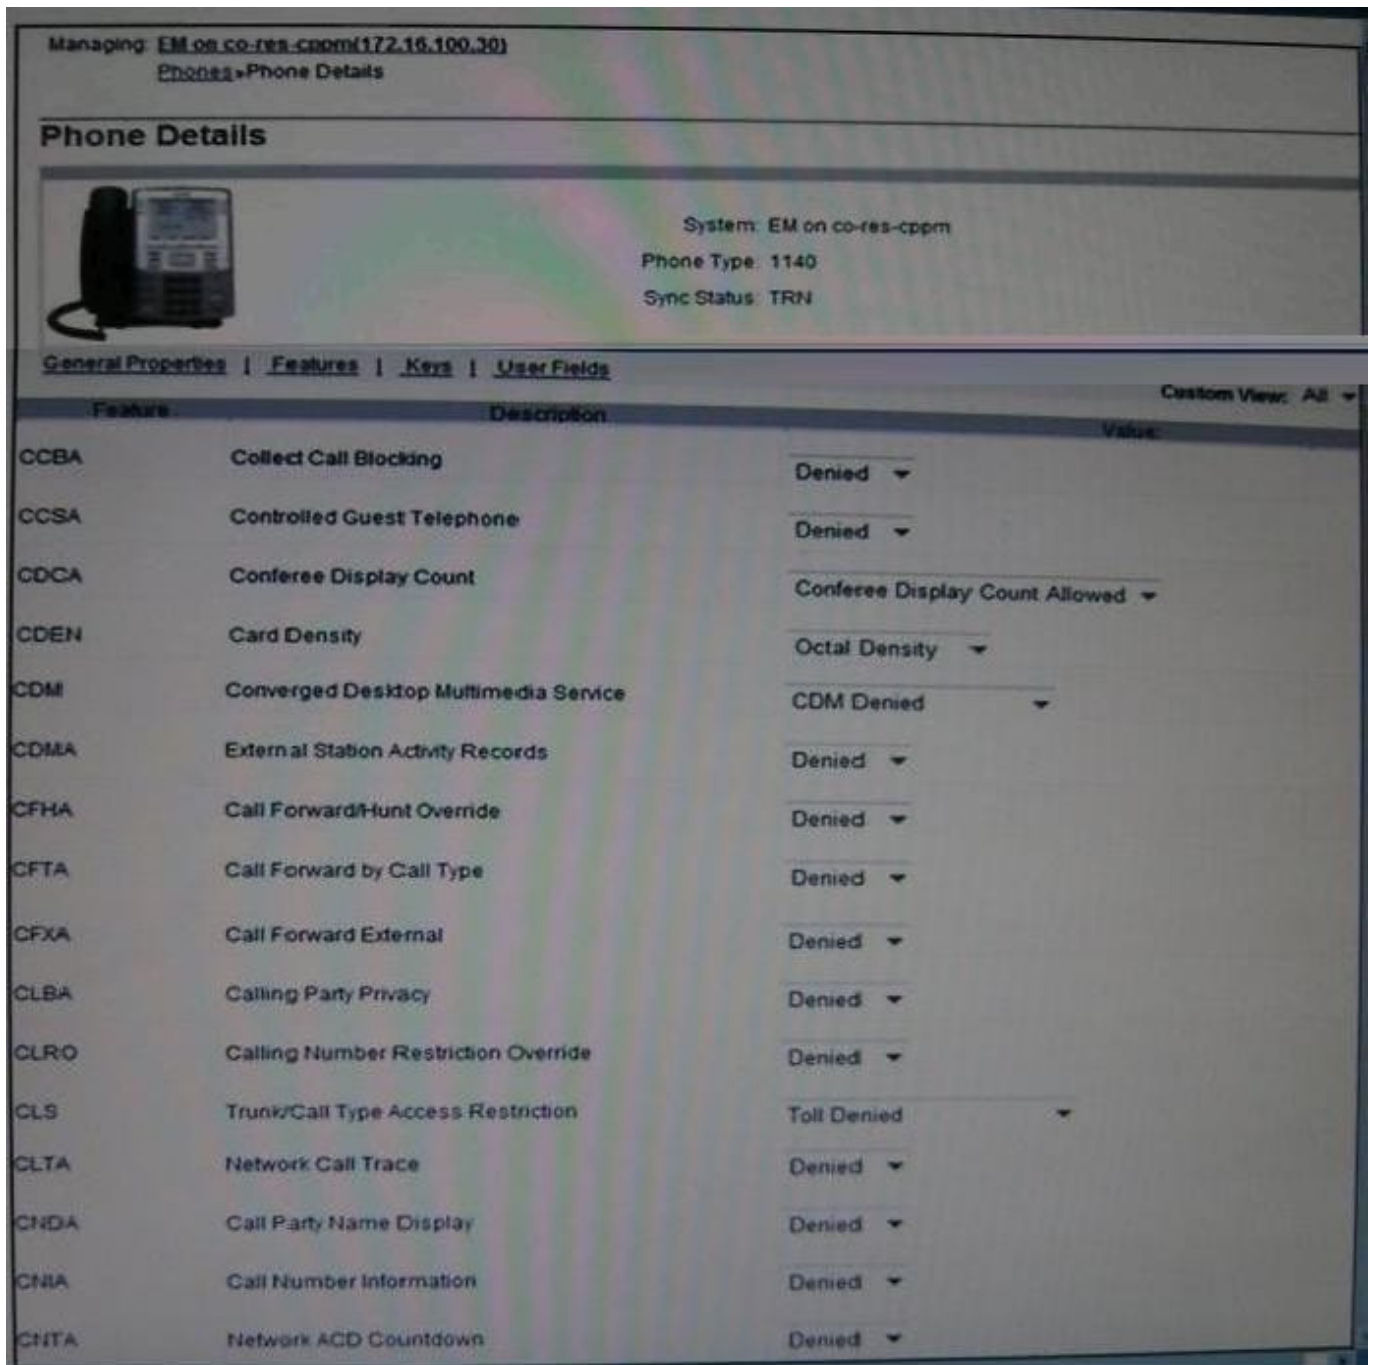 Managing: EM on co-res-cppm(172.16.100.30)
Phones»Phone Details
Phone Details
System: EM on co-res-cppm
Phone Type: 1140
Sync Status: TRN
General Properties | Features | Keys | User Fields
Custom View: All
Feature Description Value:
CCBA Collect Call Blocking Denied
CCSA Controlled Guest Telephone Denied
CDCA Conferee Display Count Conferee Display Count Allowed
CDEN Card Density Octal Density
CDM Converged Desktop Multimedia Service CDM Denied
CDMA External Station Activity Records Denied
CFHA Call Forward/Hunt Override Denied
CFTA Call Forward by Call Type Denied
CFXA Call Forward External Denied
CLBA Calling Party Privacy Denied
CLRO Calling Number Restriction Override Denied
CLS Trunk/Call Type Access Restriction Toll Denied
CLTA Network Call Trace Denied
CNDA Call Party Name Display Denied
CNIA Call Number Information Denied
CNTA Network ACD Countdown Denied